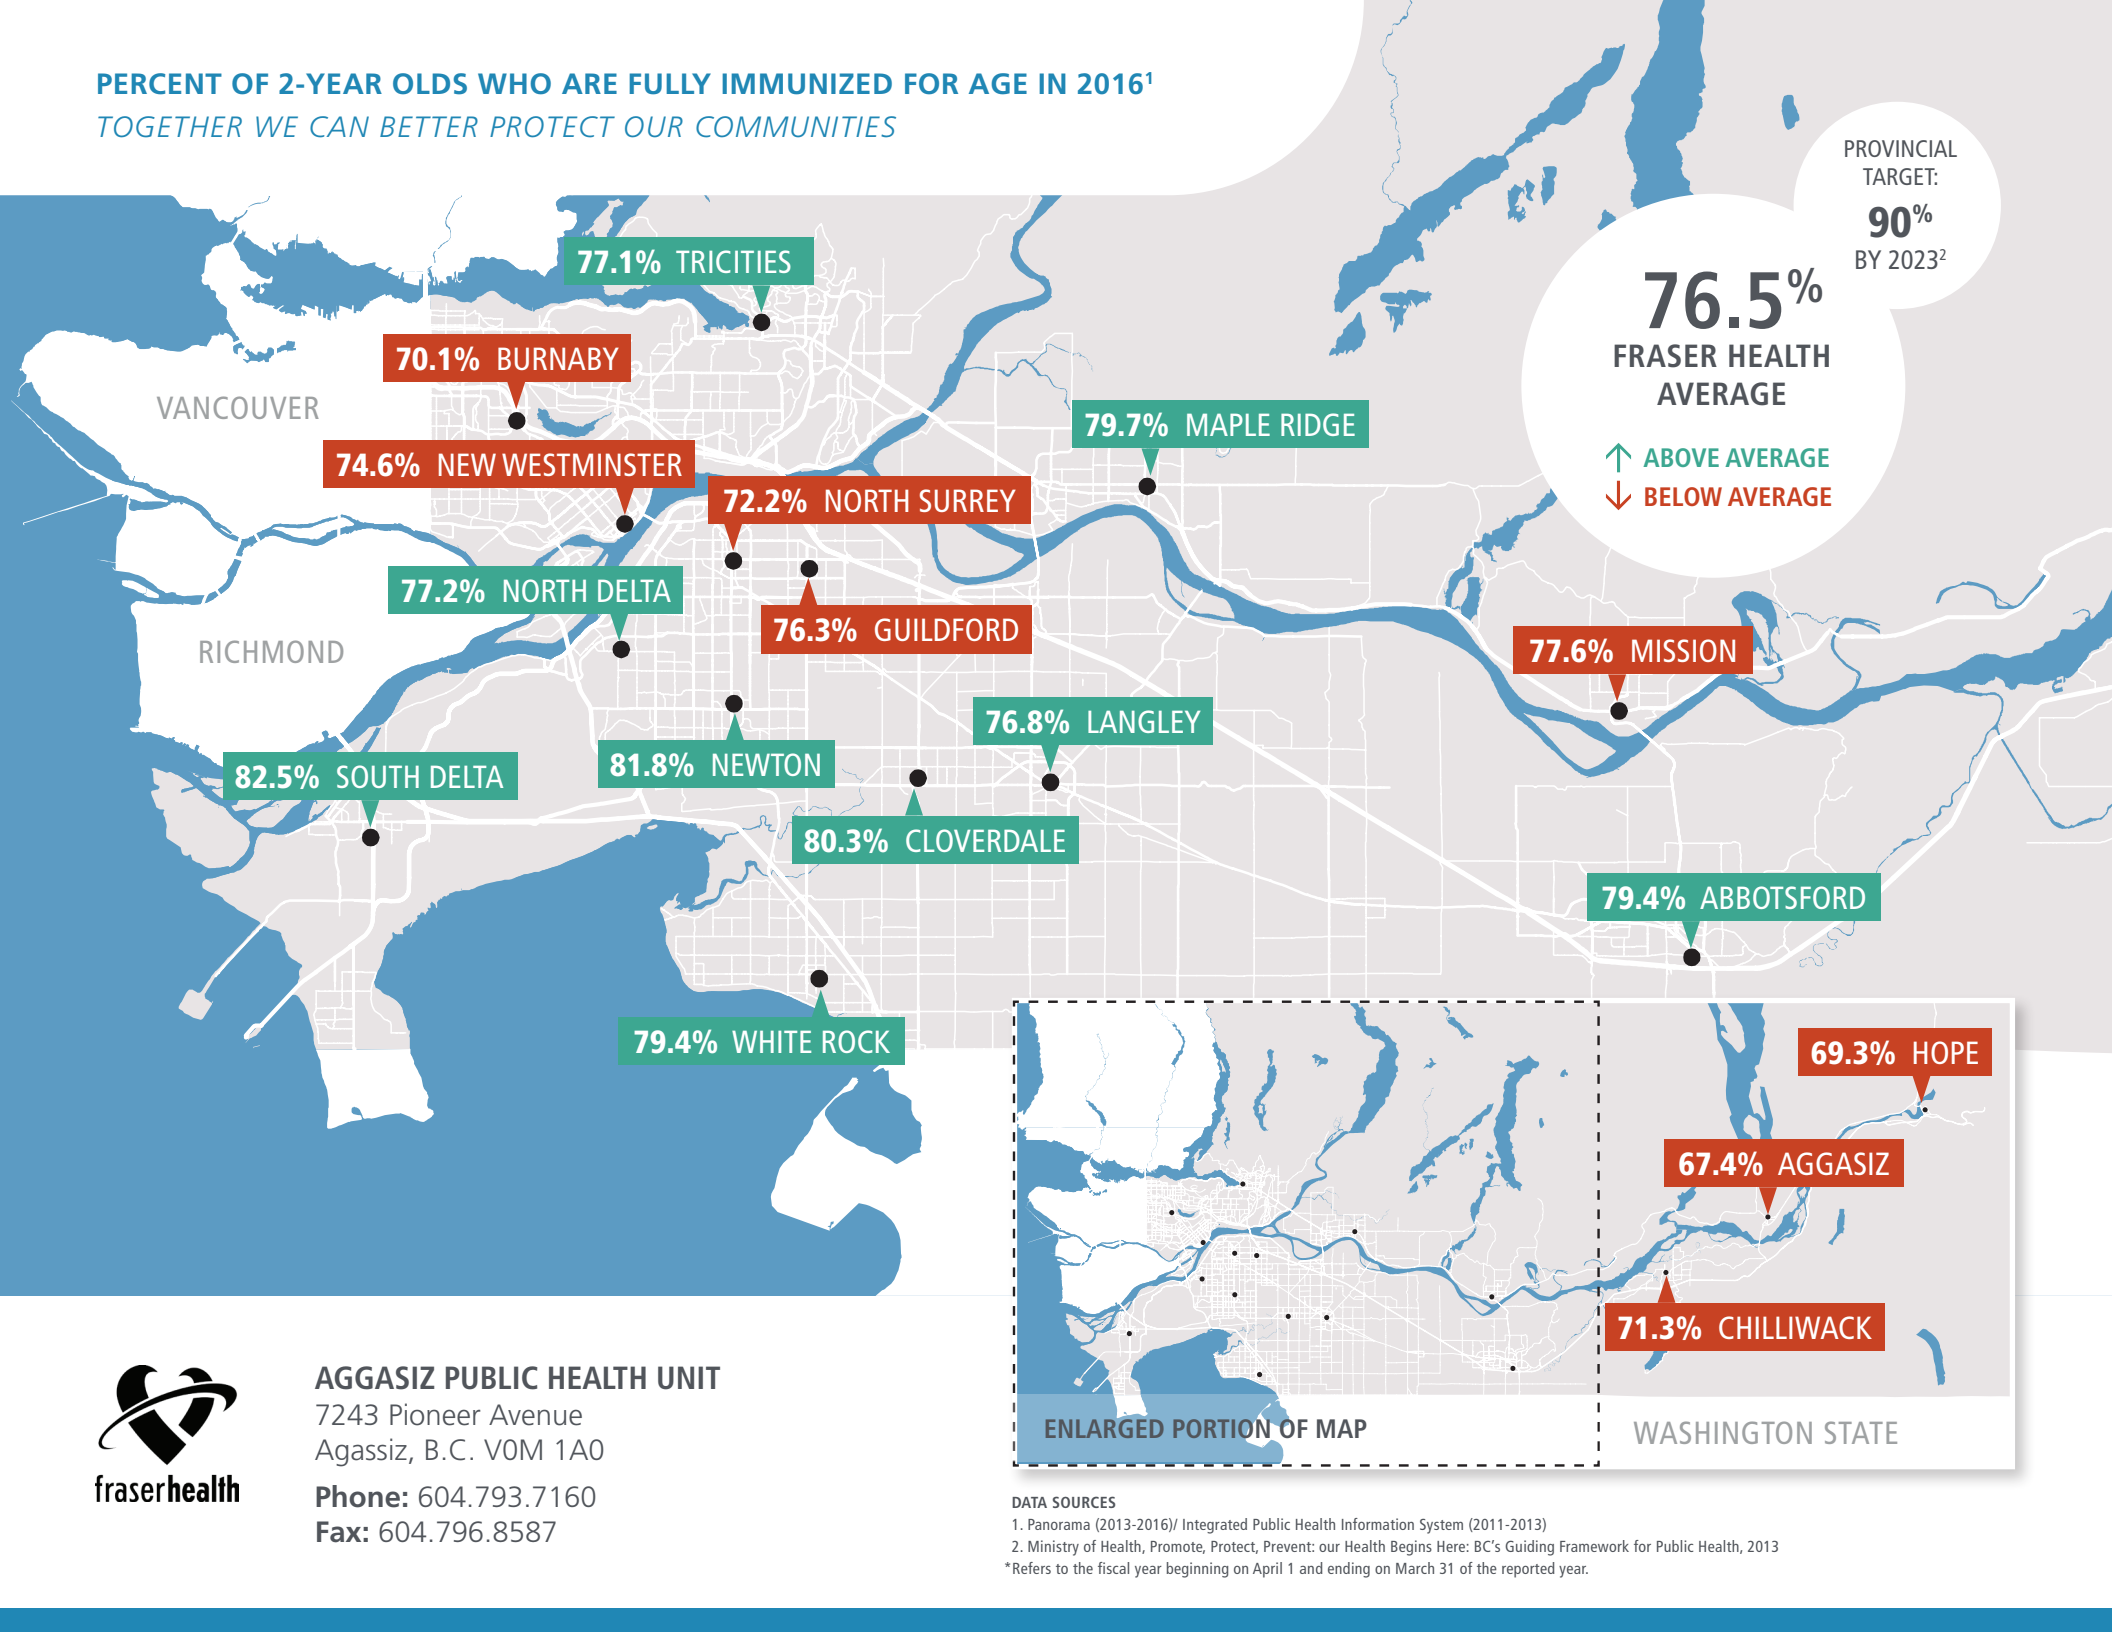 PERCENT OF 2-YEAR OLDS WHO ARE FULLY IMMUNIZED FOR AGE IN 2016¹
TOGETHER WE CAN BETTER PROTECT OUR COMMUNITIES
PROVINCIAL
TARGET:
90%
BY 2023²
76.5%
FRASER HEALTH
AVERAGE
↑ ABOVE AVERAGE
↓ BELOW AVERAGE
77.1% TRICITIES
70.1% BURNABY
VANCOUVER
79.7% MAPLE RIDGE
74.6% NEW WESTMINSTER
72.2% NORTH SURREY
77.2% NORTH DELTA
76.3% GUILDFORD
RICHMOND
77.6% MISSION
76.8% LANGLEY
81.8% NEWTON
82.5% SOUTH DELTA
80.3% CLOVERDALE
79.4% ABBOTSFORD
79.4% WHITE ROCK
69.3% HOPE
67.4% AGGASIZ
71.3% CHILLIWACK
ENLARGED PORTION OF MAP
WASHINGTON STATE
fraserhealth
AGGASIZ PUBLIC HEALTH UNIT
7243 Pioneer Avenue
Agassiz, B.C. V0M 1A0
Phone: 604.793.7160
Fax: 604.796.8587
DATA SOURCES
1. Panorama (2013-2016)/ Integrated Public Health Information System (2011-2013)
2. Ministry of Health, Promote, Protect, Prevent: our Health Begins Here: BC's Guiding Framework for Public Health, 2013
*Refers to the fiscal year beginning on April 1 and ending on March 31 of the reported year.